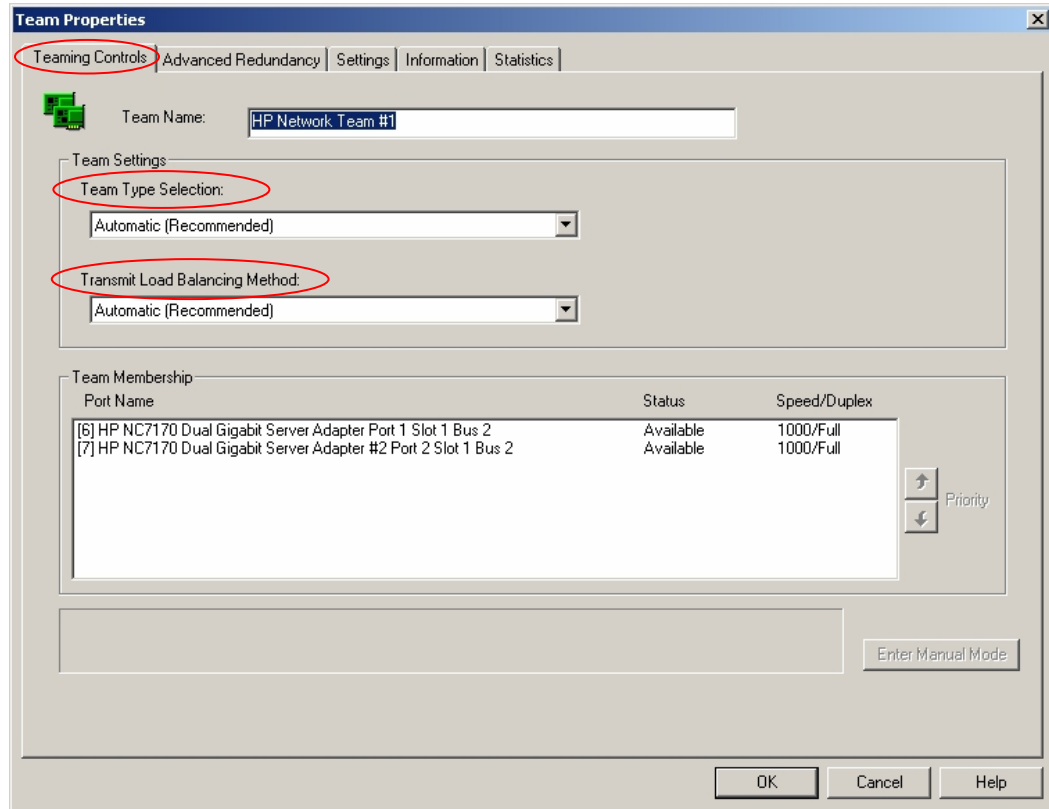 Team Properties
Teaming Controls Advanced Redundancy Settings Information Statistics
Team Name: HP Network Team #1
Team Settings
Team Type Selection:
Automatic (Recommended)
Transmit Load Balancing Method:
Automatic (Recommended)
Team Membership
Port Name Status Speed/Duplex
[6] HP NC7170 Dual Gigabit Server Adapter Port 1 Slot 1 Bus 2 Available 1000/Full
[7] HP NC7170 Dual Gigabit Server Adapter #2 Port 2 Slot 1 Bus 2 Available 1000/Full
Priority
Enter Manual Mode
OK Cancel Help